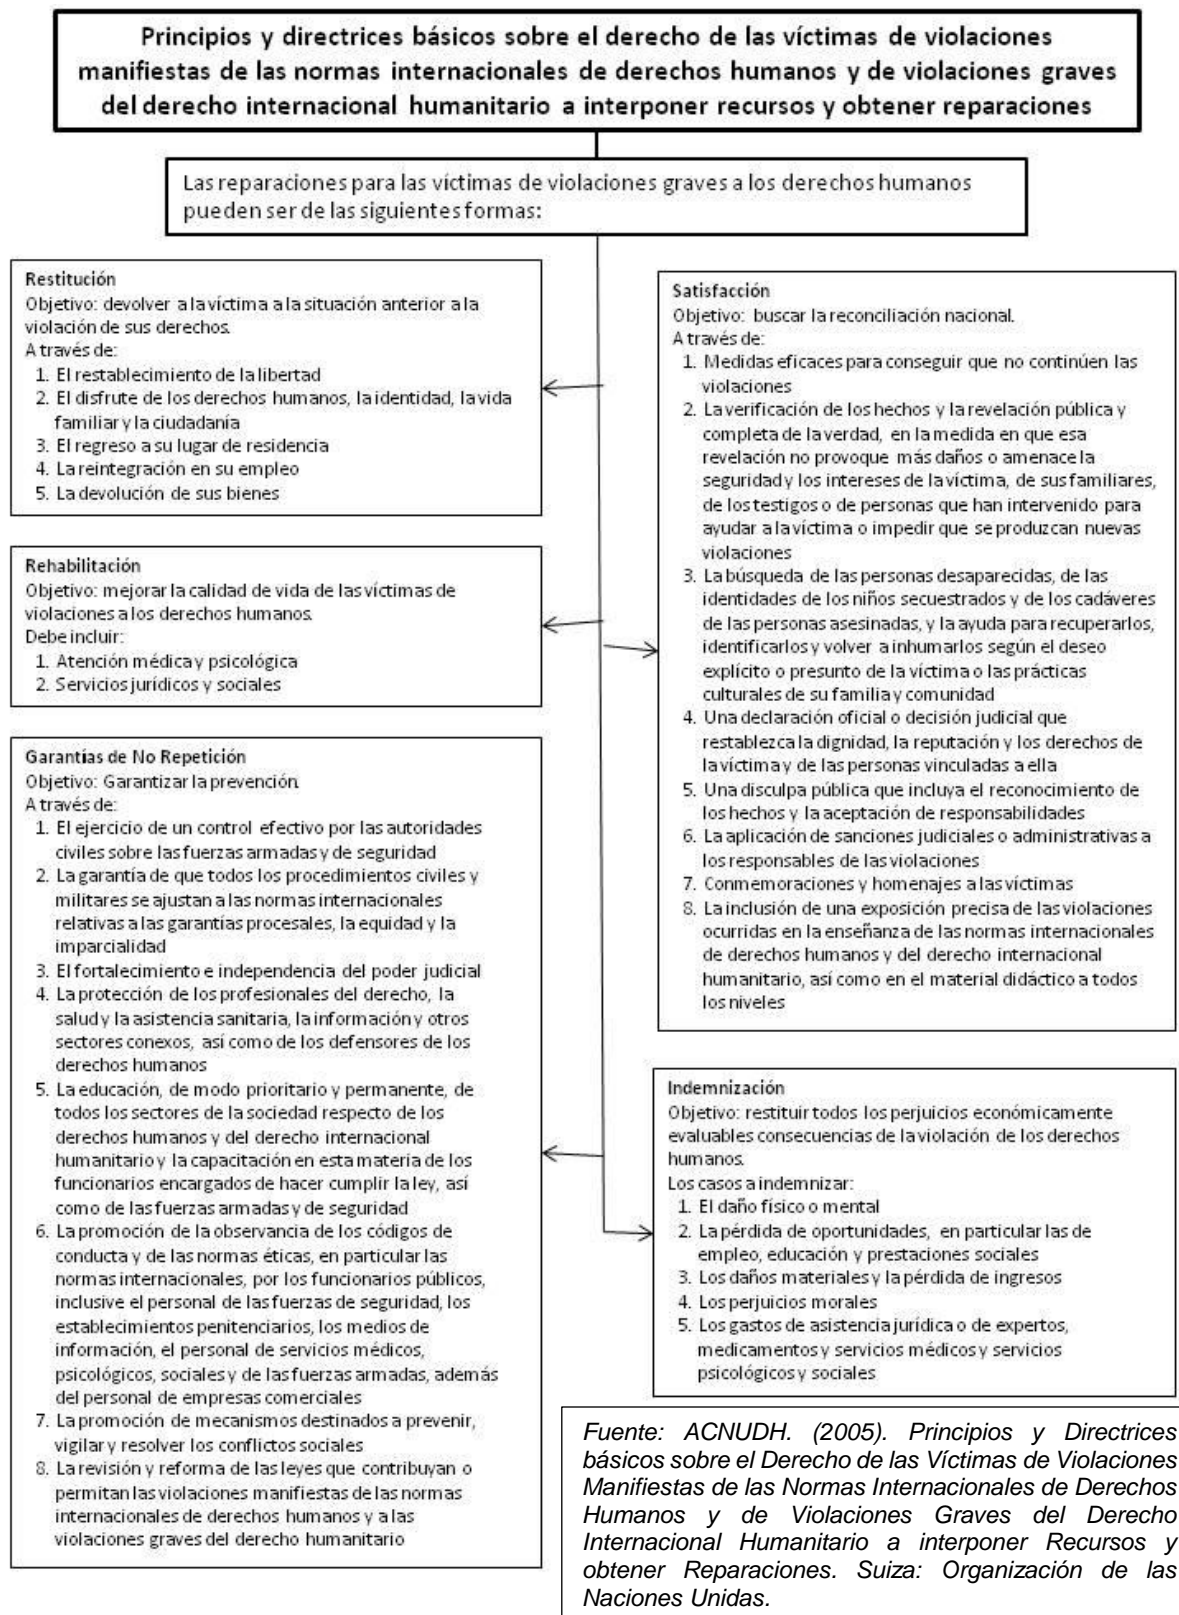 Principios y directrices básicos sobre el derecho de las víctimas de violaciones
manifiestas de las normas internacionales de derechos humanos y de violaciones graves
del derecho internacional humanitario a interponer recursos y obtener reparaciones
Las reparaciones para las víctimas de violaciones graves a los derechos humanos
pueden ser de las siguientes formas:
Restitución
Objetivo: devolver a la víctima a la situación anterior a la
violación de sus derechos.
A través de:
1. El restablecimiento de la libertad
2. El disfrute de los derechos humanos, la identidad, la vida
familiar y la ciudadanía
3. El regreso a su lugar de residencia
4. La reintegración en su empleo
5. La devolución de sus bienes
Rehabilitación
Objetivo: mejorar la calidad de vida de las víctimas de
violaciones a los derechos humanos.
Debe incluir:
1. Atención médica y psicológica
2. Servicios jurídicos y sociales
Garantías de No Repetición
Objetivo: Garantizar la prevención.
A través de:
1. El ejercicio de un control efectivo por las autoridades
civiles sobre las fuerzas armadas y de seguridad
2. La garantía de que todos los procedimientos civiles y
militares se ajustan a las normas internacionales
relativas a las garantías procesales, la equidad y la
imparcialidad
3. El fortalecimiento e independencia del poder judicial
4. La protección de los profesionales del derecho, la
salud y la asistencia sanitaria, la información y otros
sectores conexos, así como de los defensores de los
derechos humanos
5. La educación, de modo prioritario y permanente, de
todos los sectores de la sociedad respecto de los
derechos humanos y del derecho internacional
humanitario y la capacitación en esta materia de los
funcionarios encargados de hacer cumplir la ley, así
como de las fuerzas armadas y de seguridad
6. La promoción de la observancia de los códigos de
conducta y de las normas éticas, en particular las
normas internacionales, por los funcionarios públicos,
inclusive el personal de las fuerzas de seguridad, los
establecimientos penitenciarios, los medios de
información, el personal de servicios médicos,
psicológicos, sociales y de las fuerzas armadas, además
del personal de empresas comerciales
7. La promoción de mecanismos destinados a prevenir,
vigilar y resolver los conflictos sociales
8. La revisión y reforma de las leyes que contribuyan o
permitan las violaciones manifiestas de las normas
internacionales de derechos humanos y a las
violaciones graves del derecho humanitario
Satisfacción
Objetivo: buscar la reconciliación nacional.
A través de:
1. Medidas eficaces para conseguir que no continúen las
violaciones
2. La verificación de los hechos y la revelación pública y
completa de la verdad, en la medida en que esa
revelación no provoque más daños o amenace la
seguridad y los intereses de la víctima, de sus familiares,
de los testigos o de personas que han intervenido para
ayudar a la víctima o impedir que se produzcan nuevas
violaciones
3. La búsqueda de las personas desaparecidas, de las
identidades de los niños secuestrados y de los cadáveres
de las personas asesinadas, y la ayuda para recuperarlos,
identificarlos y volver a inhumarlos según el deseo
explícito o presunto de la víctima o las prácticas
culturales de su familia y comunidad
4. Una declaración oficial o decisión judicial que
restablezca la dignidad, la reputación y los derechos de
la víctima y de las personas vinculadas a ella
5. Una disculpa pública que incluya el reconocimiento de
los hechos y la aceptación de responsabilidades
6. La aplicación de sanciones judiciales o administrativas a
los responsables de las violaciones
7. Conmemoraciones y homenajes a las víctimas
8. La inclusión de una exposición precisa de las violaciones
ocurridas en la enseñanza de las normas internacionales
de derechos humanos y del derecho internacional
humanitario, así como en el material didáctico a todos
los niveles
Indemnización
Objetivo: restituir todos los perjuicios económicamente
evaluables consecuencias de la violación de los derechos
humanos.
Los casos a indemnizar:
1. El daño físico o mental
2. La pérdida de oportunidades, en particular las de
empleo, educación y prestaciones sociales
3. Los daños materiales y la pérdida de ingresos
4. Los perjuicios morales
5. Los gastos de asistencia jurídica o de expertos,
medicamentos y servicios médicos y servicios
psicológicos y sociales
Fuente: ACNUDH. (2005). Principios y Directrices
básicos sobre el Derecho de las Víctimas de Violaciones
Manifiestas de las Normas Internacionales de Derechos
Humanos y de Violaciones Graves del Derecho
Internacional Humanitario a interponer Recursos y
obtener Reparaciones. Suiza: Organización de las
Naciones Unidas.